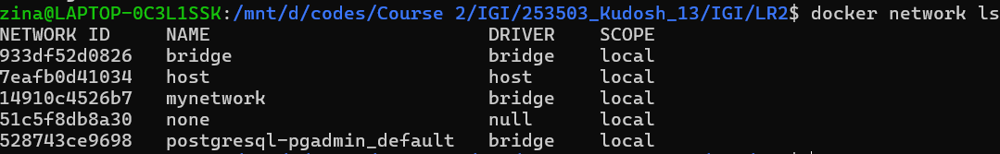 zina@LAPTOP-0C3L1SSK:/mnt/d/codes/Course 2/IGI/253503_Kudosh_13/IGI/LR2$ docker network ls
NETWORK ID     NAME                         DRIVER    SCOPE
933df52d0826   bridge                       bridge    local
7eafb0d41034   host                         host      local
14910c4526b7   mynetwork                    bridge    local
51c5f8db8a30   none                         null      local
528743ce9698   postgresql-pgadmin_default   bridge    local